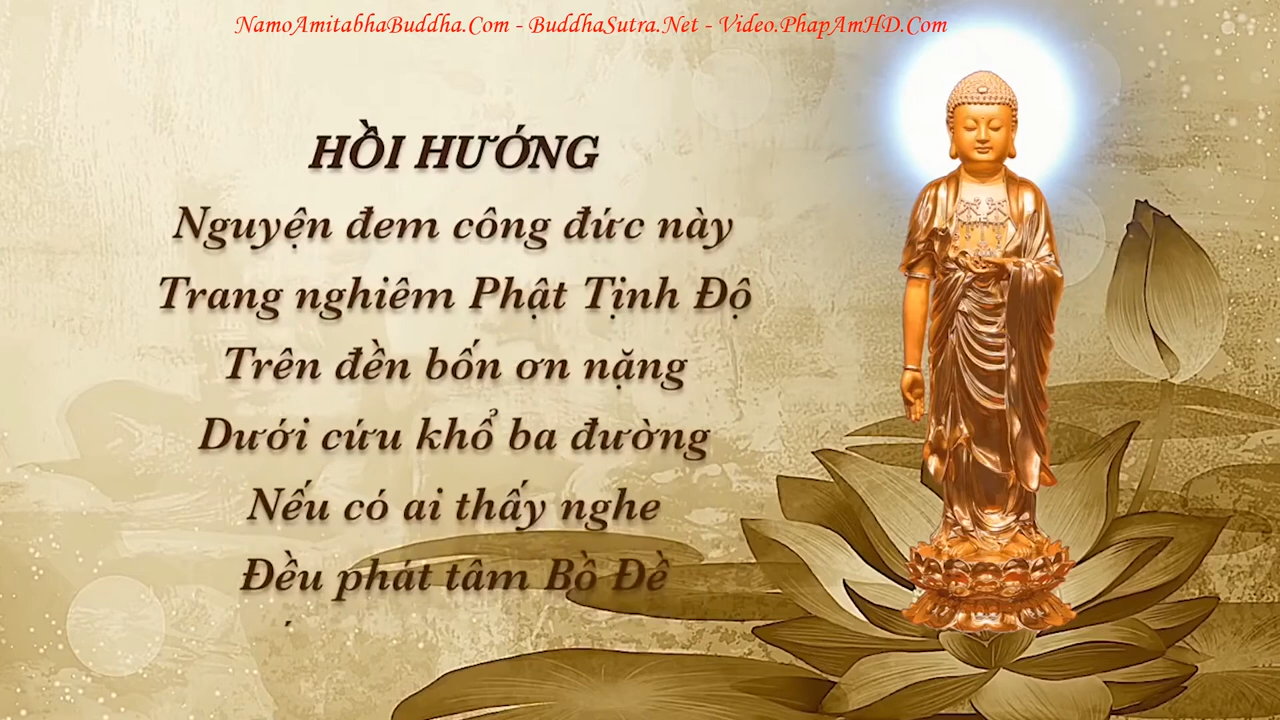 NamoAmitabhaBuddha.Com - BuddhaSutra.Net - Video.PhapAmHD.Com
HỒI HƯỚNG
Nguyện đem công đức này
Trang nghiêm Phật Tịnh Độ
Trên đền bốn ơn nặng
Dưới cứu khổ ba đường
Nếu có ai thấy nghe
Đều phát tâm Bồ Đề